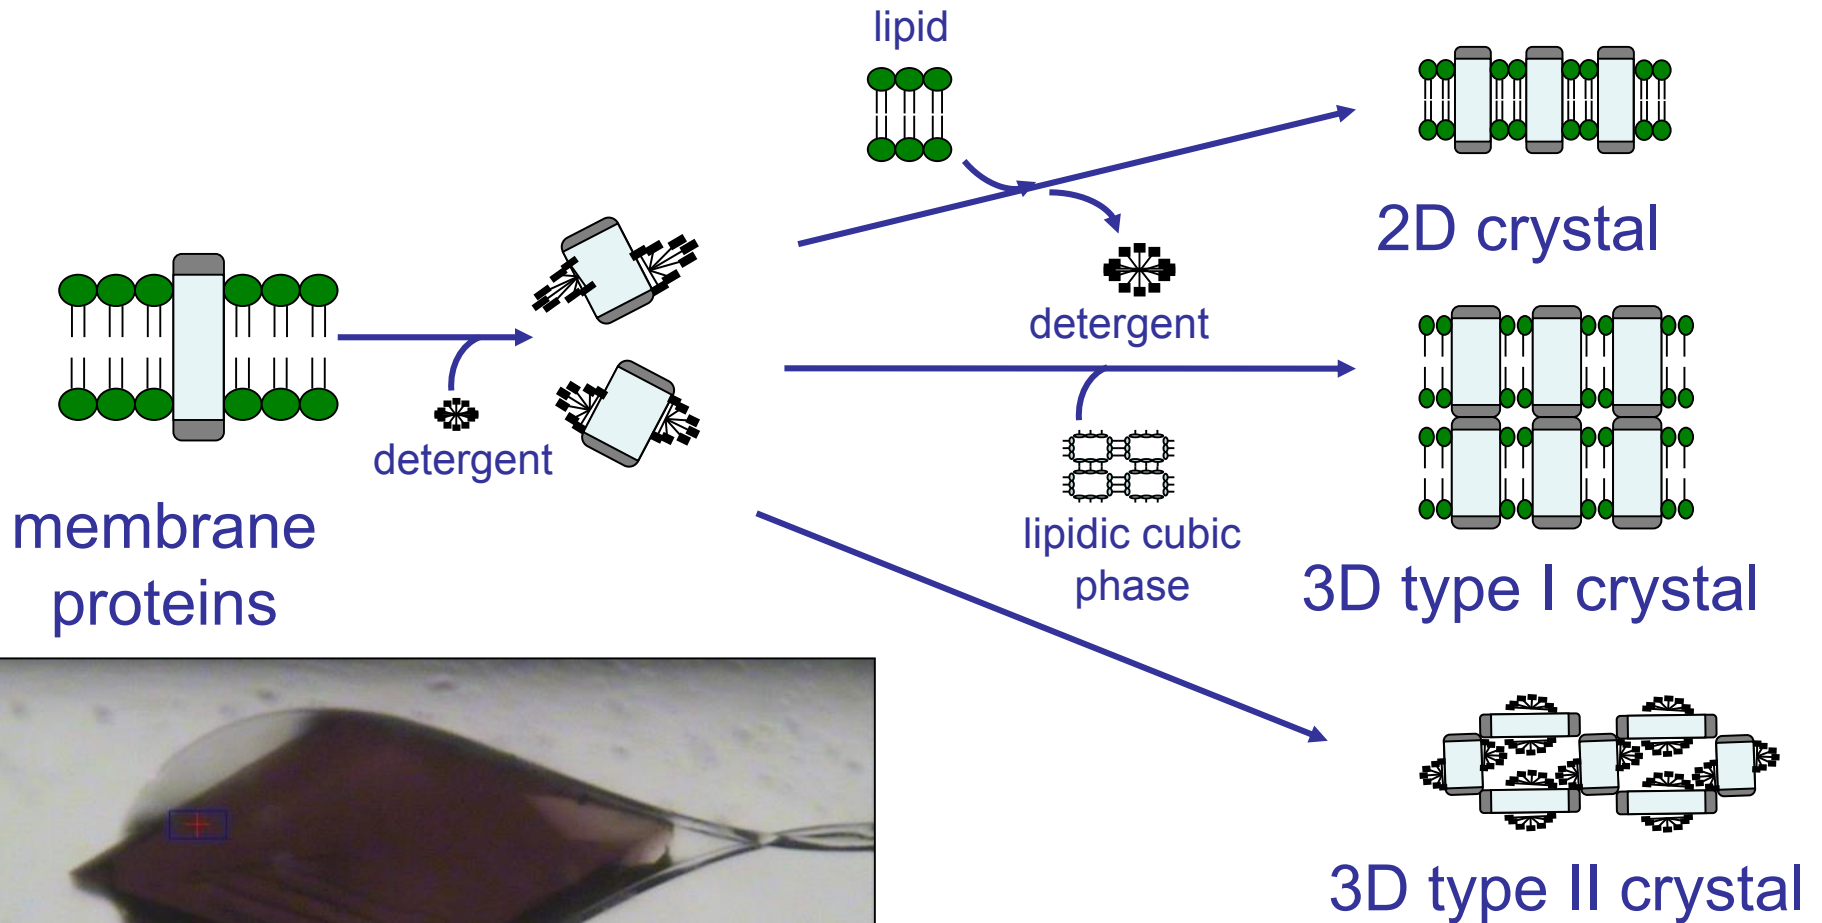 lipid
2D crystal
detergent
detergent
membrane
proteins
lipidic cubic
phase
3D type I crystal
3D type II crystal